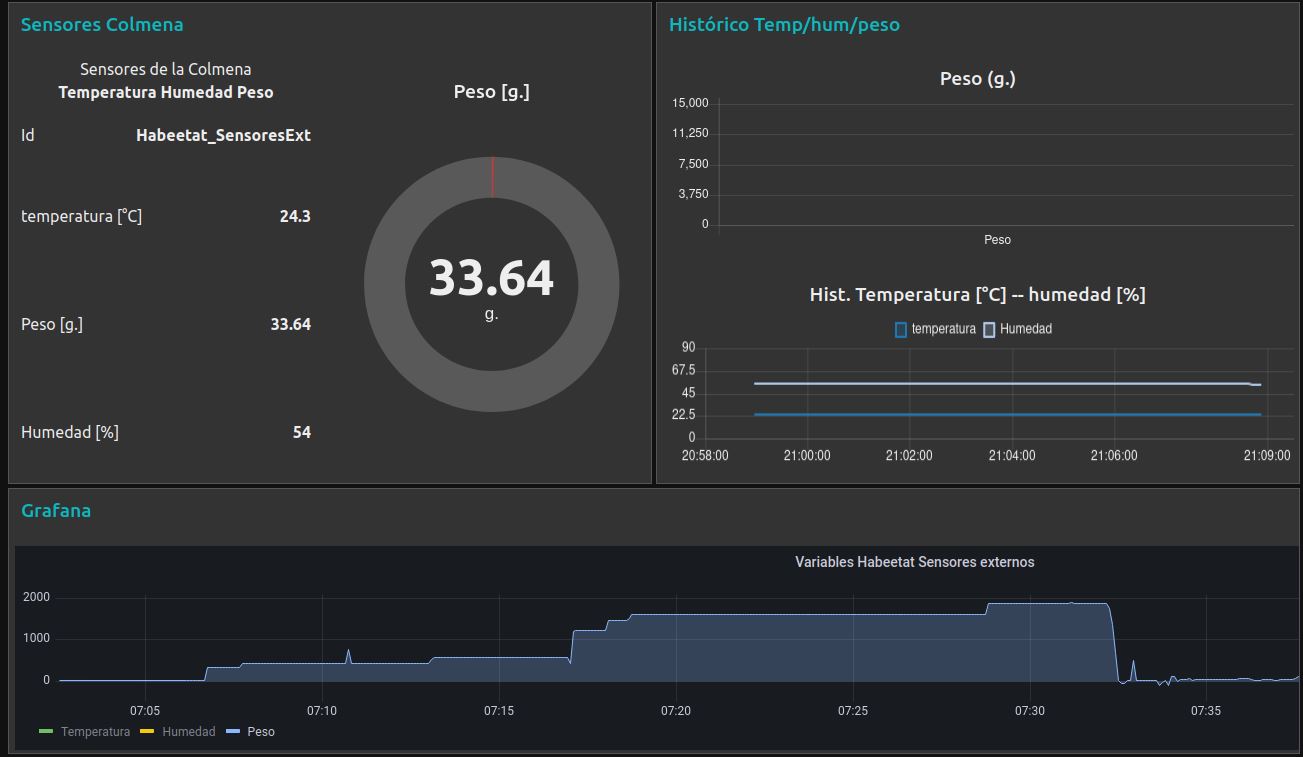 Sensores Colmena
Sensores de la Colmena
Temperatura Humedad Peso
Id Habeetat_SensoresExt
temperatura [°C] 24.3
Peso [g.] 33.64
Humedad [%] 54
Peso [g.]
33.64
g.
Histórico Temp/hum/peso
Peso (g.)
15,000
11,250
7,500
3,750
0
Peso
Hist. Temperatura [°C] -- humedad [%]
temperatura Humedad
90
67.5
45
22.5
0
20:58:00 21:00:00 21:02:00 21:04:00 21:06:00 21:09:00
Grafana
Variables Habeetat Sensores externos
2000
1000
0
07:05 07:10 07:15 07:20 07:25 07:30 07:35
Temperatura Humedad Peso